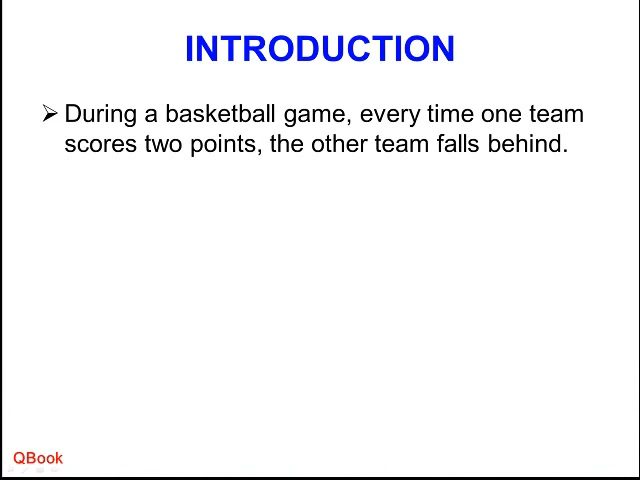 INTRODUCTION
During a basketball game, every time one team
scores two points, the other team falls behind.
QBook